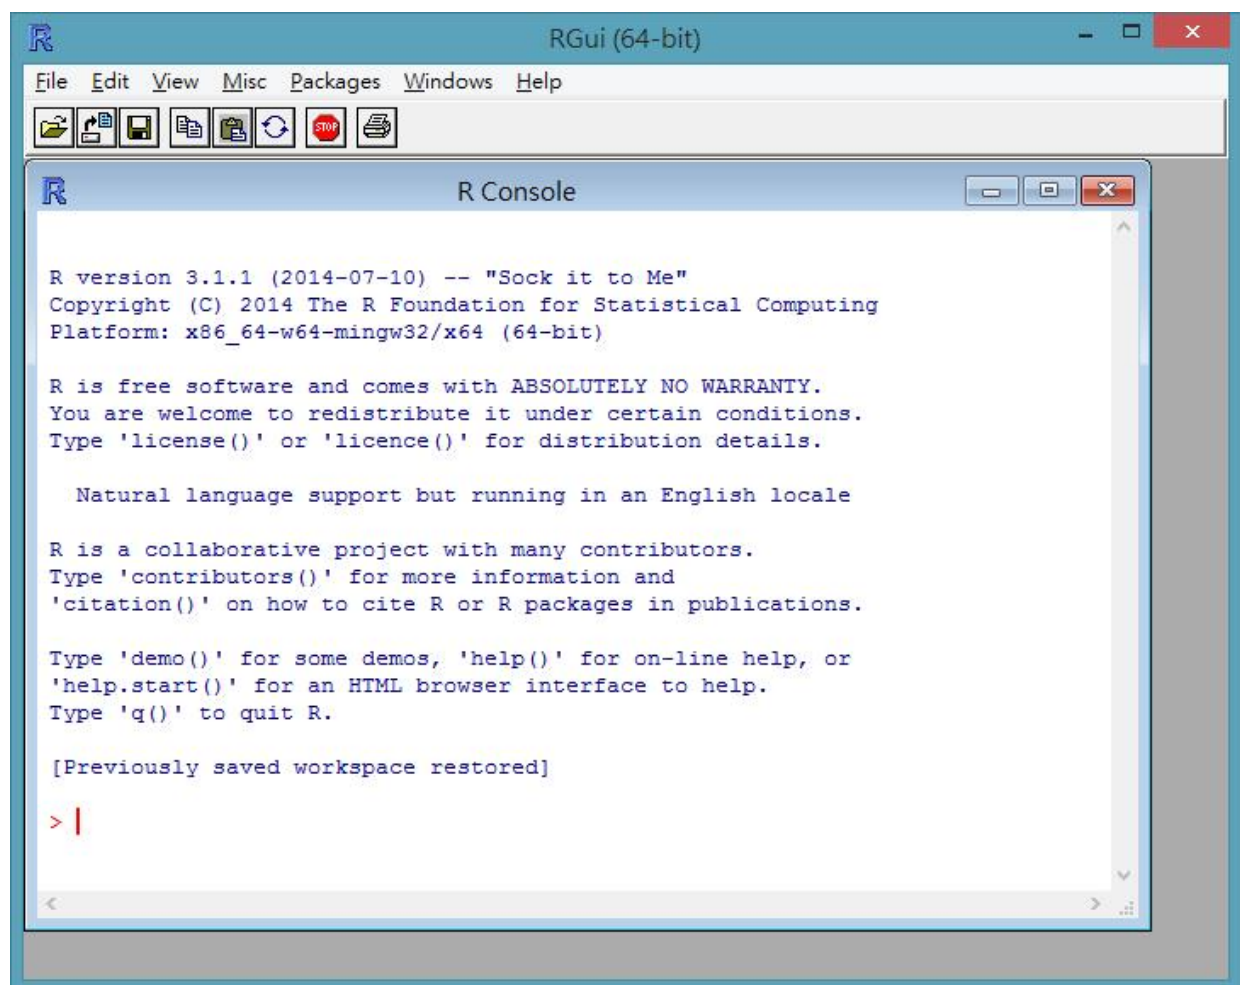 RGui (64-bit)
File Edit View Misc Packages Windows Help
STOP
R Console
R version 3.1.1 (2014-07-10) -- "Sock it to Me"
Copyright (C) 2014 The R Foundation for Statistical Computing
Platform: x86_64-w64-mingw32/x64 (64-bit)
R is free software and comes with ABSOLUTELY NO WARRANTY.
You are welcome to redistribute it under certain conditions.
Type 'license()' or 'licence()' for distribution details.
Natural language support but running in an English locale
R is a collaborative project with many contributors.
Type 'contributors()' for more information and
'citation()' on how to cite R or R packages in publications.
Type 'demo()' for some demos, 'help()' for on-line help, or
'help.start()' for an HTML browser interface to help.
Type 'q()' to quit R.
[Previously saved workspace restored]
>